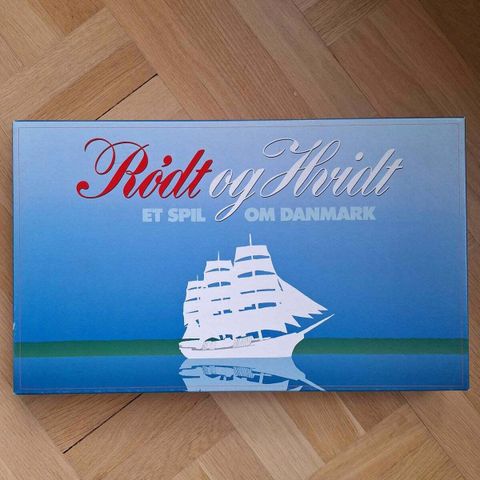 Rødt og Hvidt
ET SPIL OM DANMARK